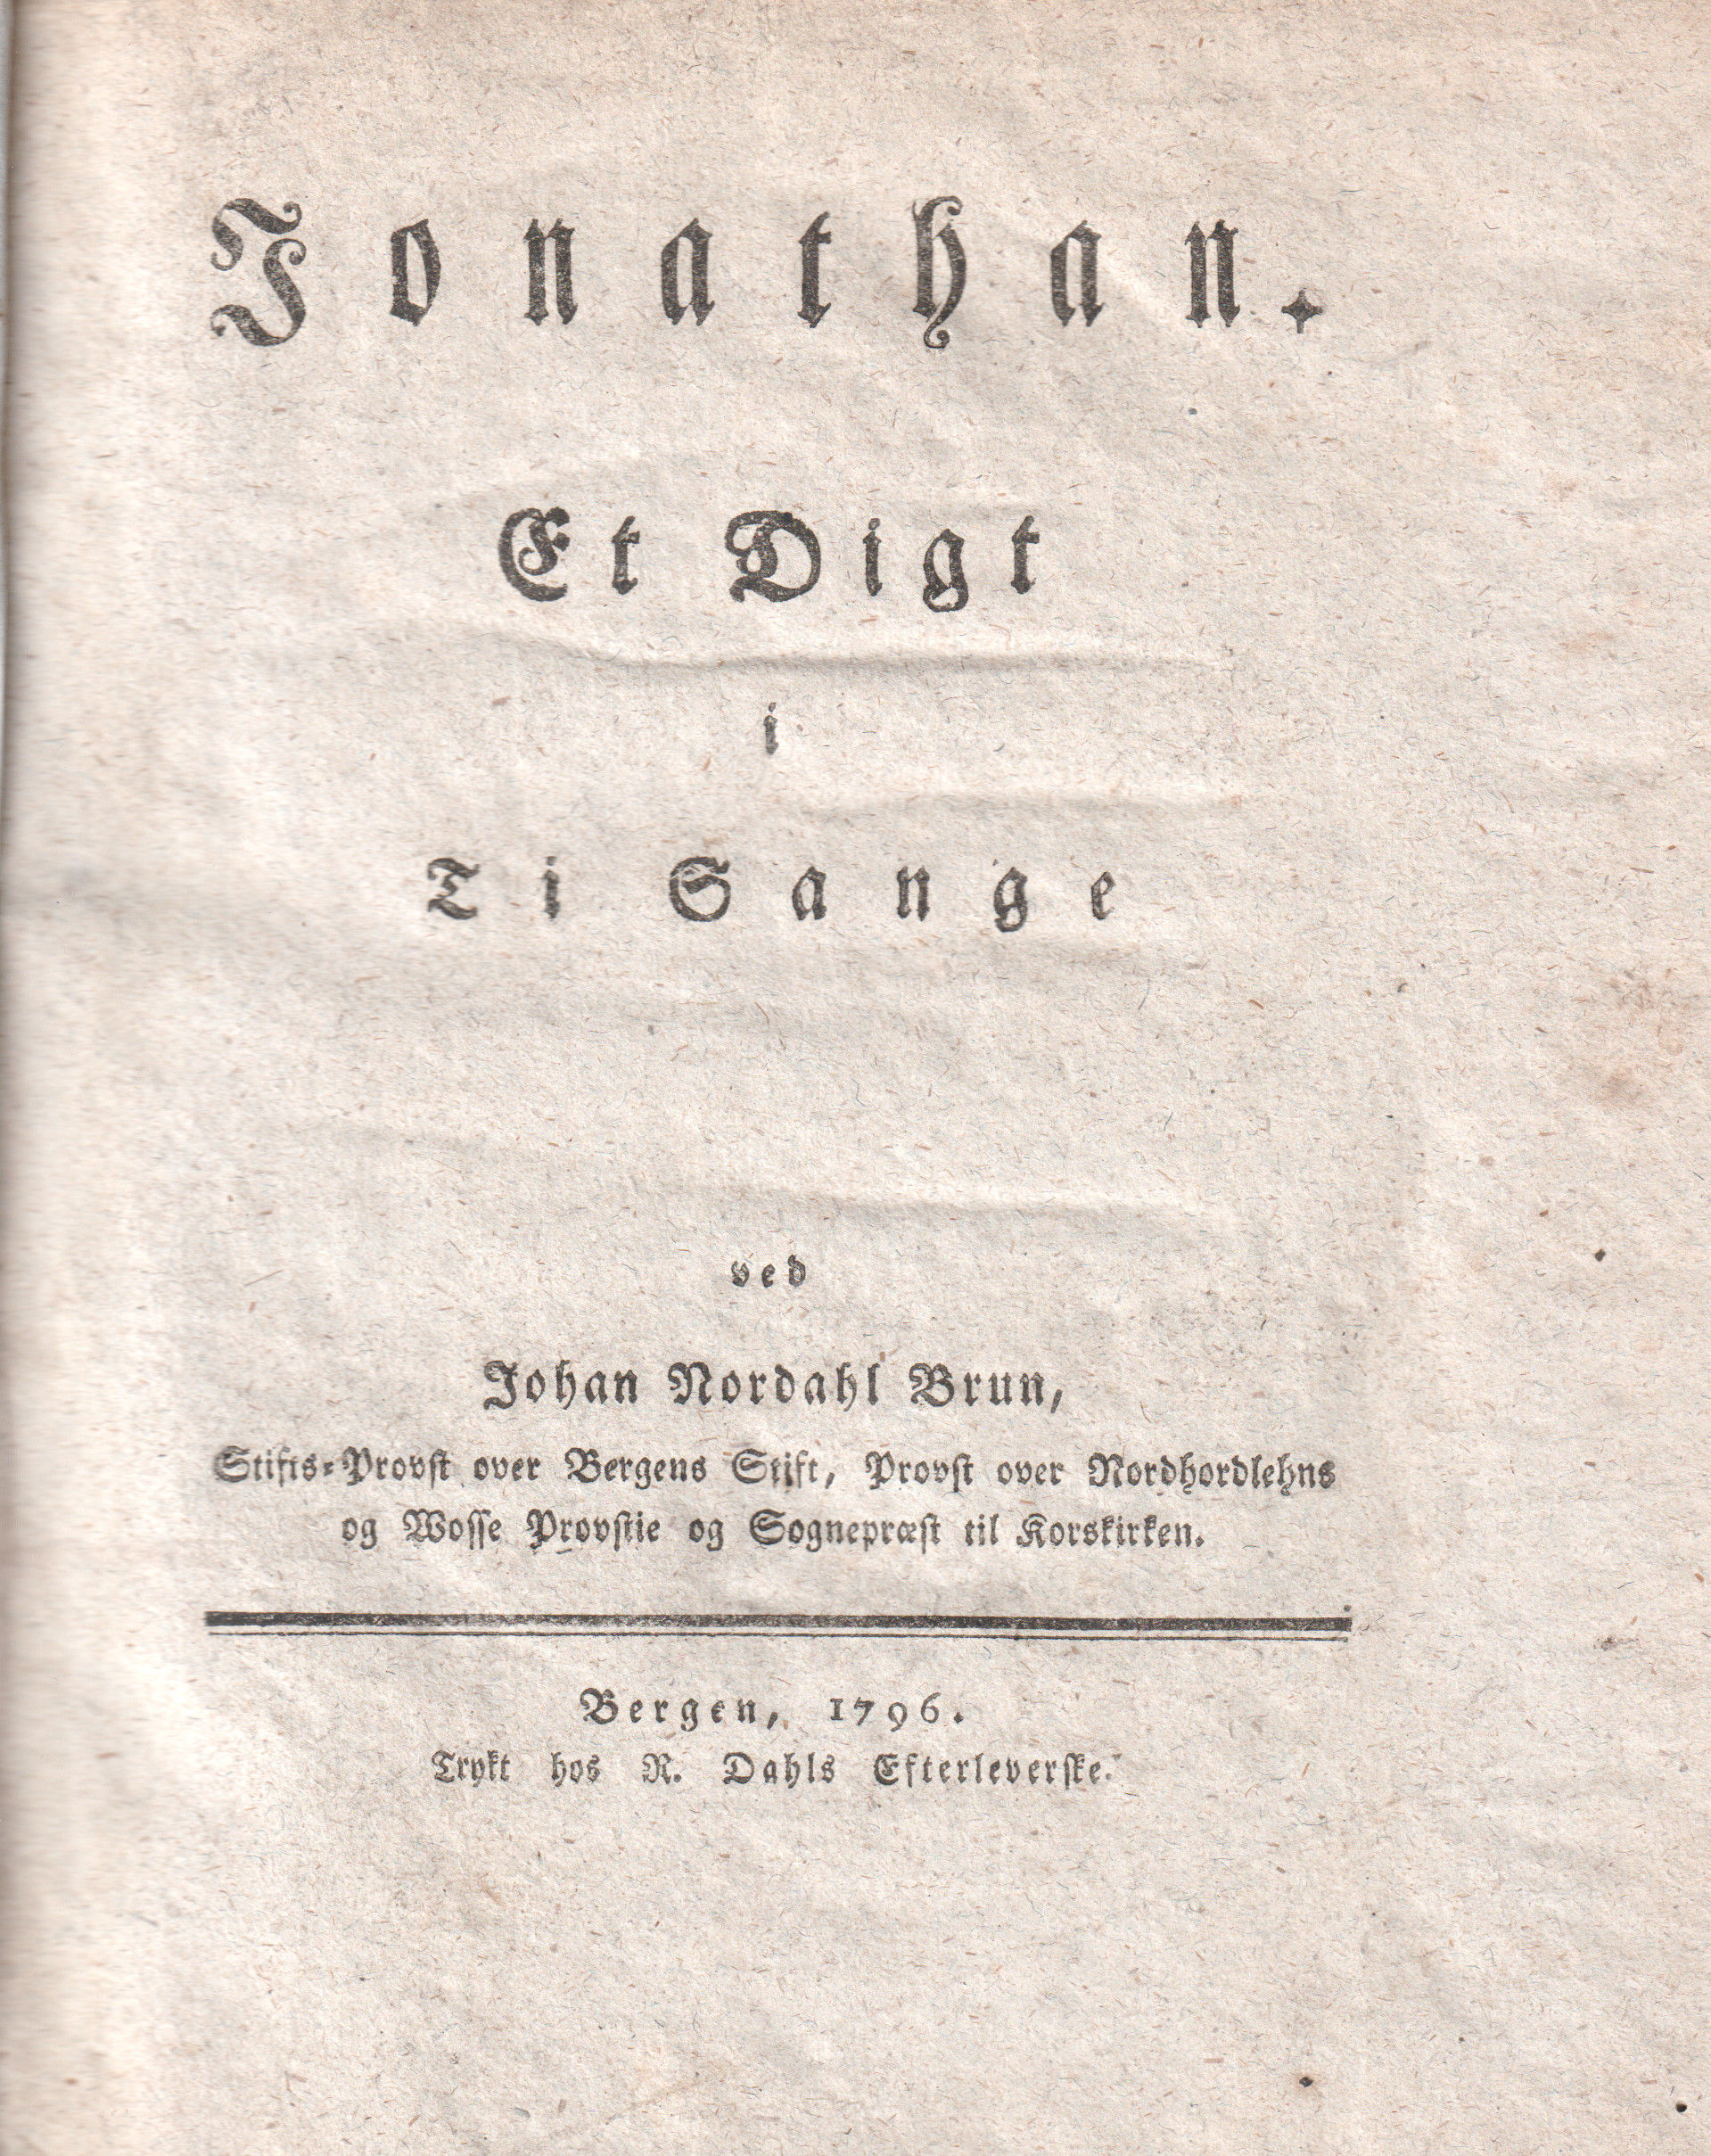 Jonathan.
Et Digt
i
Ti Sange
ved
Johan Nordahl Brun,
Stifts-Provst over Bergens Stift, Provst over Nordhordlehns
og Wosse Provstie og Sognepræst til Korskirken.
Bergen, 1796.
Trykt hos R. Dahls Efterleverske.